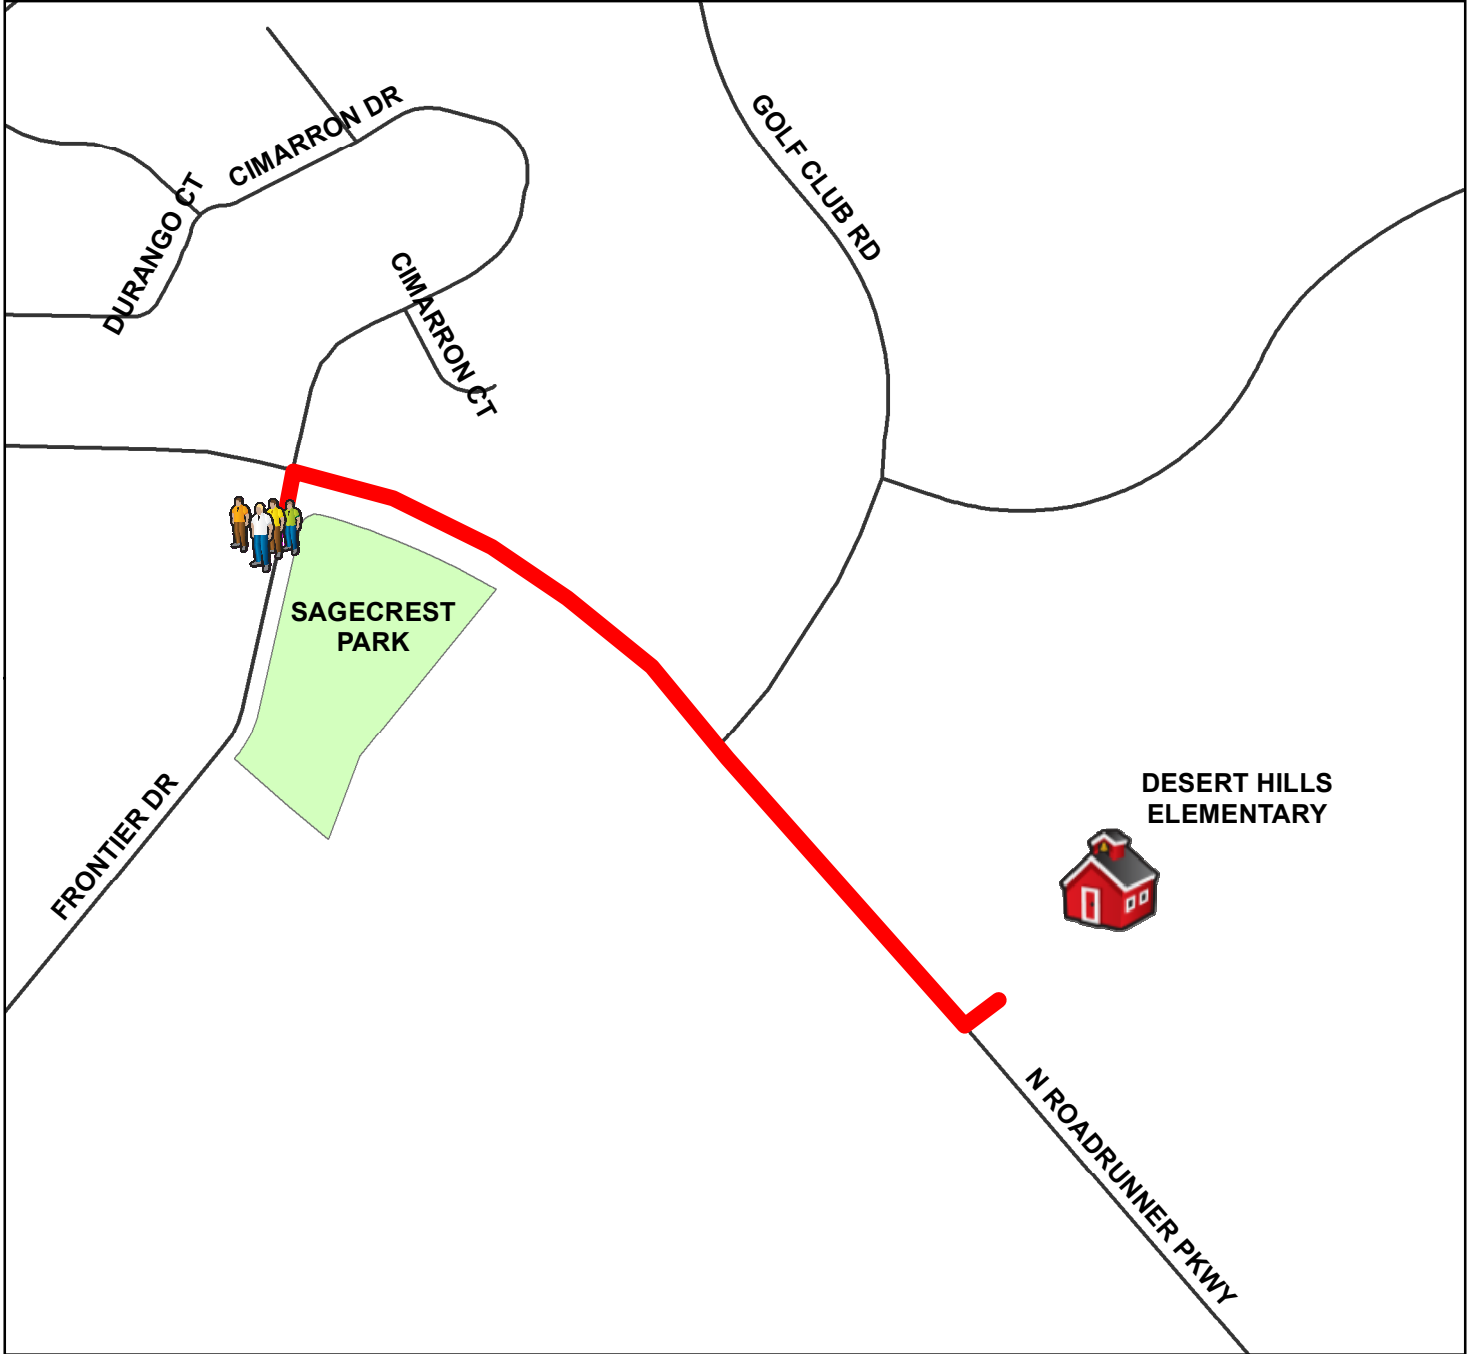 CIMARRON DR
GOLF CLUB RD
DURANGO CT
CIMARRON CT
SAGECREST
PARK
FRONTIER DR
DESERT HILLS
ELEMENTARY
N ROADRUNNER PKWY